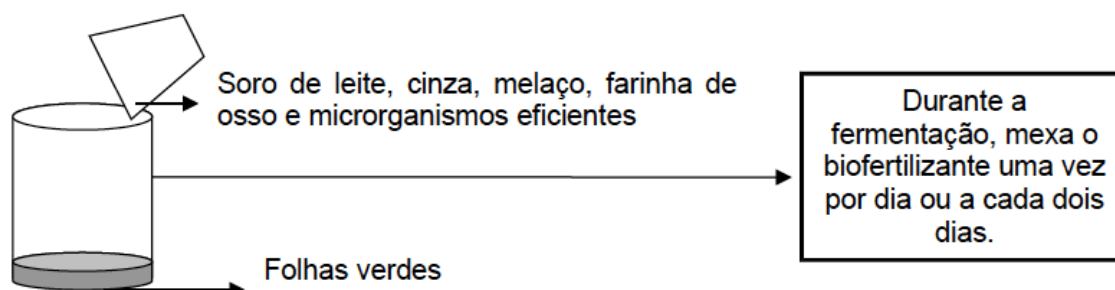 Soro de leite, cinza, melaço, farinha de
osso e microrganismos eficientes
Durante a
fermentação, mexa o
biofertilizante uma vez
por dia ou a cada dois
dias.
Folhas verdes